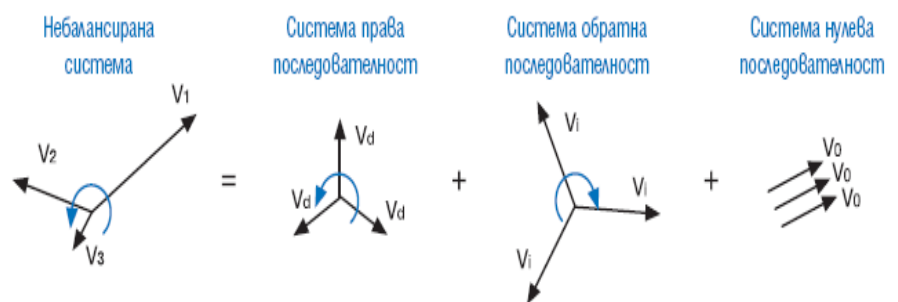 Небалансирана
система
Система права
последователност
Система обратна
последователност
Система нулева
последователност
V1
V2
V3
=
Vd
Vd
Vd
+
Vi
Vi
Vi
+
V0
V0
V0